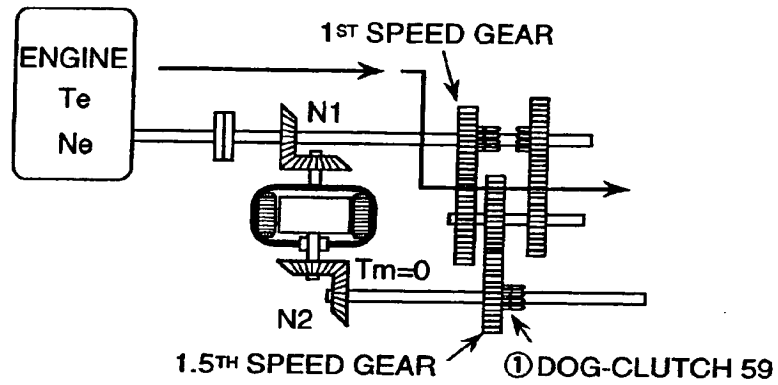 1ST SPEED GEAR
ENGINE
Te
Ne
N1
Tm=0
N2
1.5TH SPEED GEAR
①DOG-CLUTCH 59